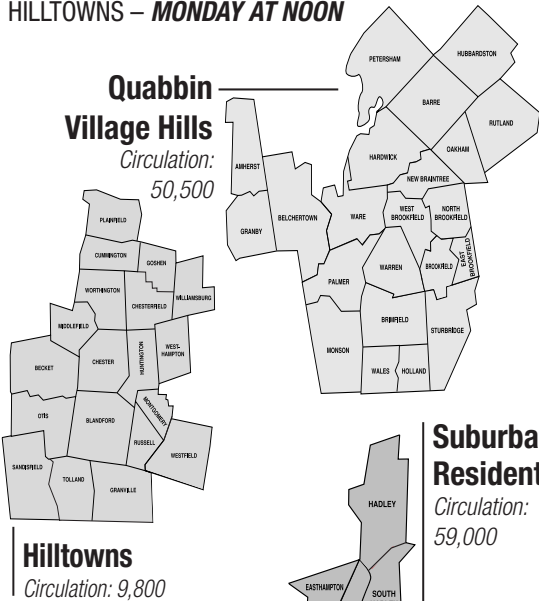 HILLTOWNS – MONDAY AT NOON
Quabbin
Village Hills
Circulation:
50,500
PETERSHAM
HUBBARDSTON
BARRE
RUTLAND
OAKHAM
HARDWICK
NEW BRAINTREE
AMHERST
GRANBY
BELCHERTOWN
WARE
WEST
BROOKFIELD
NORTH
BROOKFIELD
PALMER
WARREN
BROOKFIELD
EAST
BROOKFIELD
MONSON
BRIMFIELD
STURBRIDGE
WALES
HOLLAND
PLAINFIELD
CUMMINGTON
GOSHEN
WORTHINGTON
CHESTERFIELD
WILLIAMSBURG
MIDDLEFIELD
BECKET
CHESTER
HUNTINGTON
WEST-
HAMPTON
OTIS
BLANDFORD
MONTGOMERY
RUSSELL
WESTFIELD
SANDISFIELD
TOLLAND
GRANVILLE
Hilltowns
Circulation: 9,800
Suburba
Resident
Circulation:
59,000
HADLEY
EASTHAMPTON
SOUTH